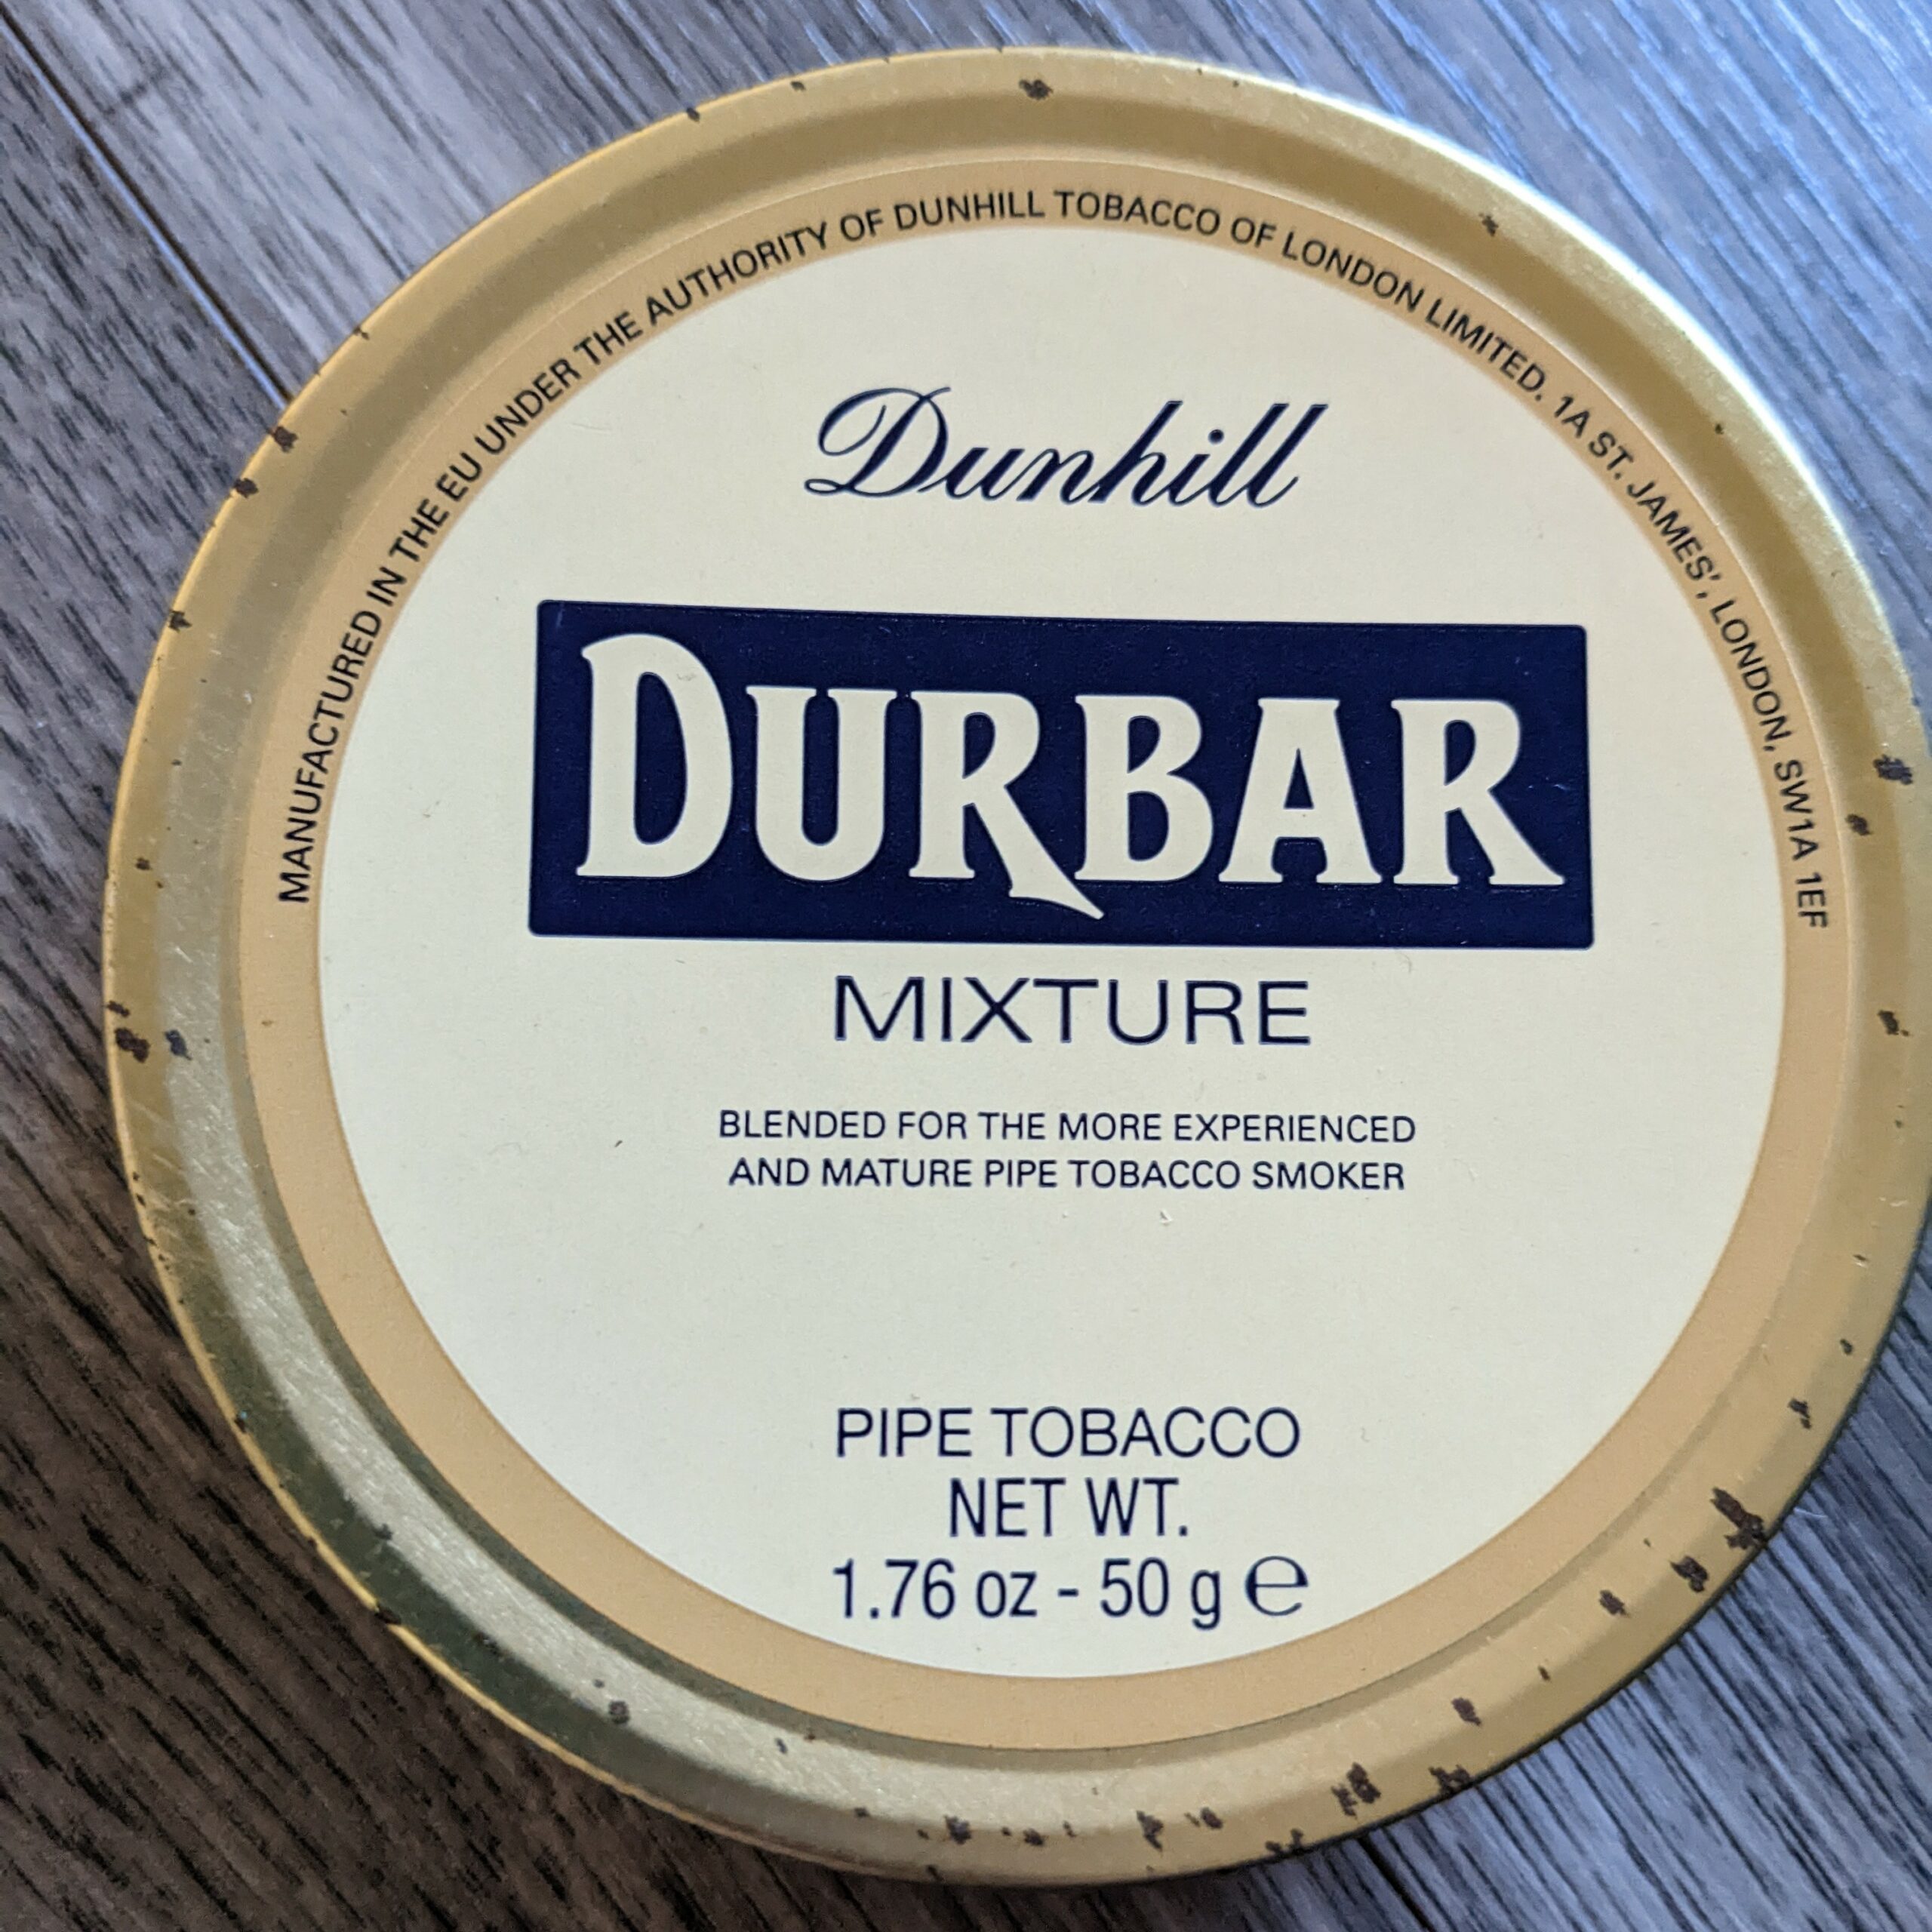 MANUFACTURED IN THE EU UNDER THE AUTHORITY OF DUNHILL TOBACCO OF LONDON LIMITED. 1A ST. JAMES', LONDON, SW1A 1EF
Dunhill
DURBAR
MIXTURE
BLENDED FOR THE MORE EXPERIENCED
AND MATURE PIPE TOBACCO SMOKER
PIPE TOBACCO
NET WT.
1.76 oz - 50 g ℮